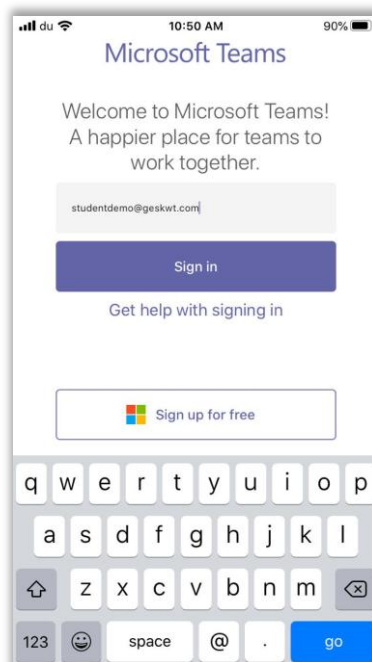 du 10:50 AM 90%
Microsoft Teams
Welcome to Microsoft Teams!
A happier place for teams to
work together.
studentdemo@geskwt.com
Sign in
Get help with signing in
Sign up for free
q w e r t y u i o p
a s d f g h j k l
z x c v b n m
123 space @ . go